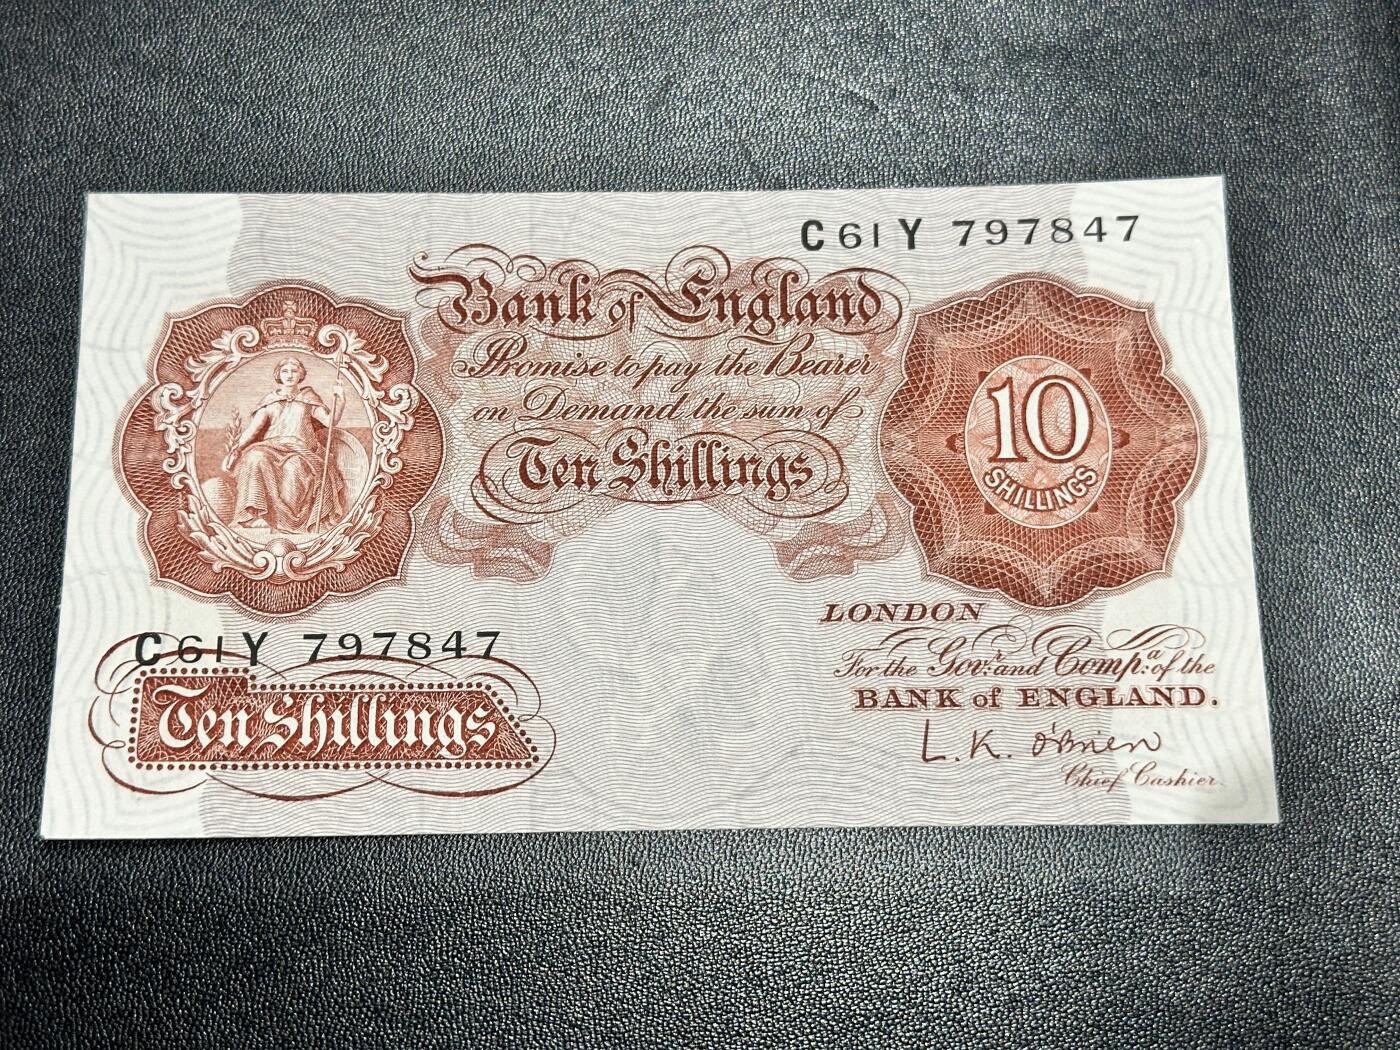 C61Y 797847
Bank of England
Promise to pay the Bearer
on Demand the sum of
Ten Shillings
10
SHILLINGS
LONDON
For the Govr. and Compa. of the
BANK of ENGLAND.
L. K. O'Brien
Chief Cashier.
C61Y 797847
Ten Shillings